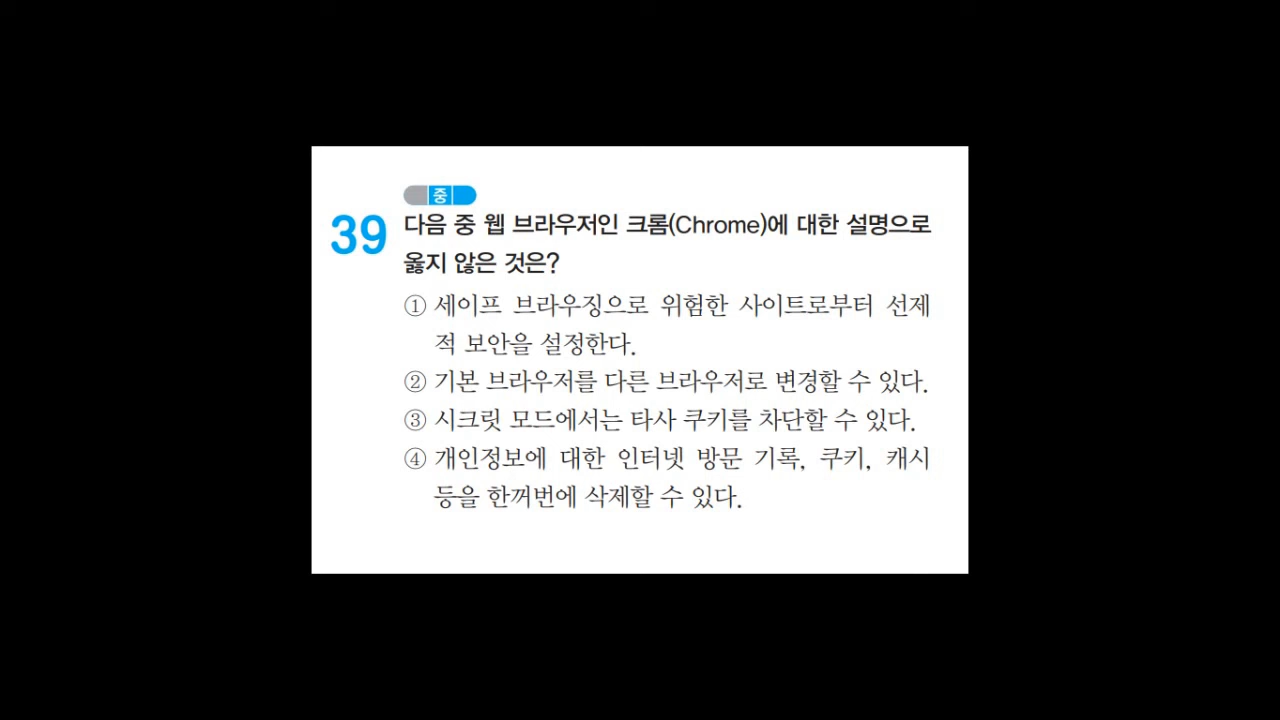 중
39 다음 중 웹 브라우저인 크롬(Chrome)에 대한 설명으로
옳지 않은 것은?
① 세이프 브라우징으로 위험한 사이트로부터 선제
적 보안을 설정한다.
② 기본 브라우저를 다른 브라우저로 변경할 수 있다.
③ 시크릿 모드에서는 타사 쿠키를 차단할 수 있다.
④ 개인정보에 대한 인터넷 방문 기록, 쿠키, 캐시
등을 한꺼번에 삭제할 수 있다.